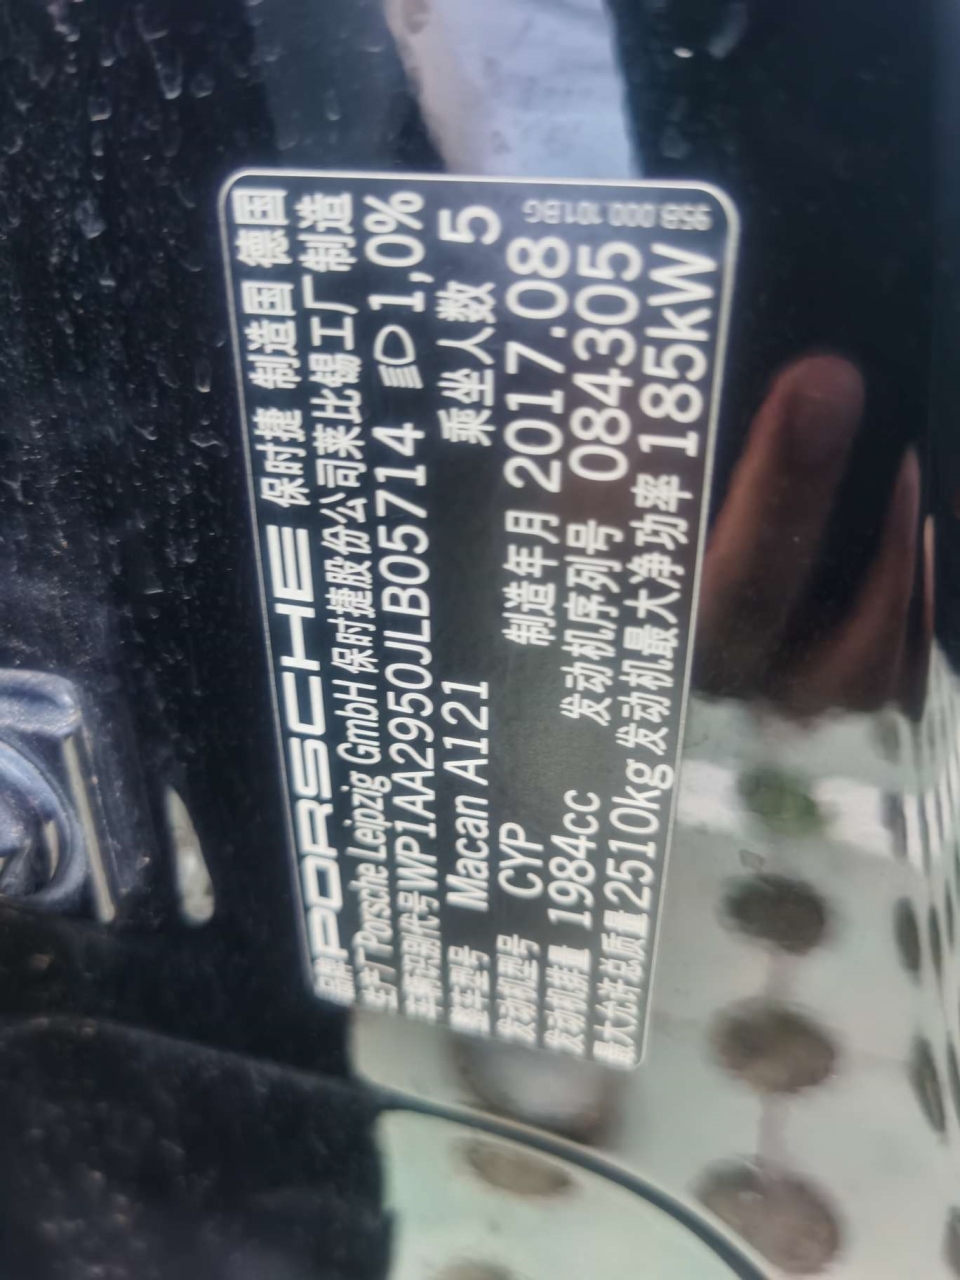 品牌 PORSCHE 保时捷 制造国 德国
生产厂 Porsche Leipzig GmbH 保时捷股份公司莱比锡工厂制造
车辆识别代号 WP1AA2950JLB05714 1,0%
整车型号 Macan A121 乘坐人数 5
发动机型号 CYP 制造年月 2017.08
发动机排量 1984cc 发动机序列号 084305
最大允许总质量 2510kg 发动机最大净功率 185kW
95B.000.101.BG